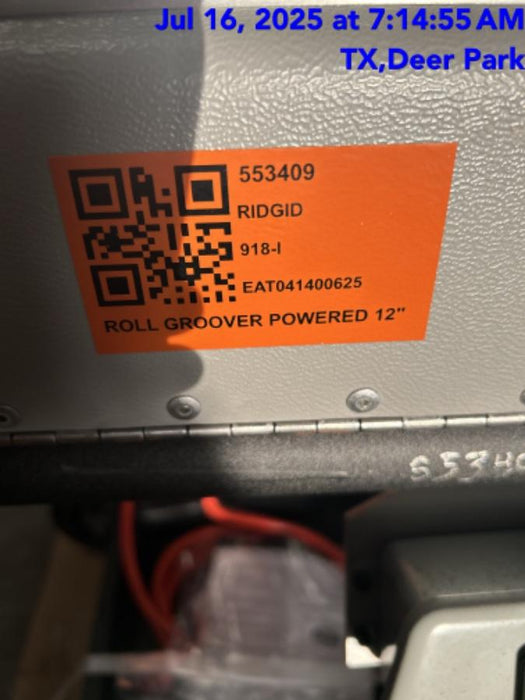 Jul 16, 2025 at 7:14:55 AM
TX,Deer Park
553409
RIDGID
918-I
EAT041400625
ROLL GROOVER POWERED 12"